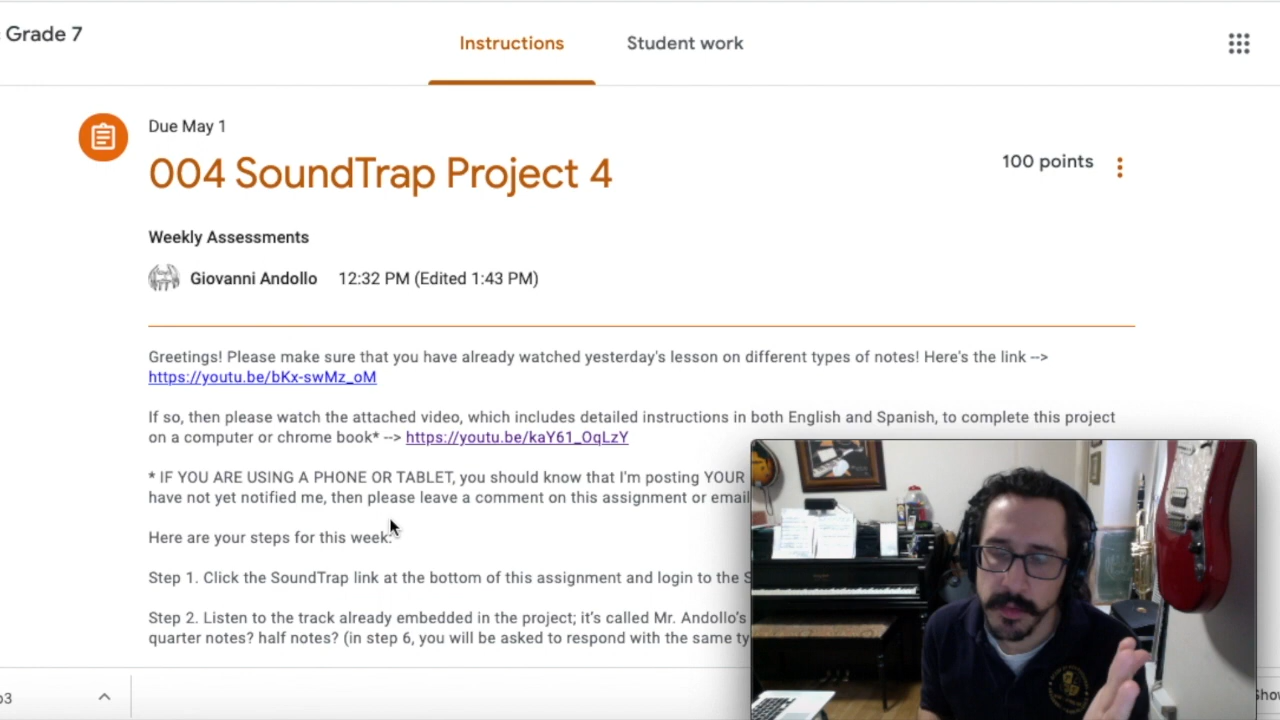 Grade 7
Instructions
Student work
Due May 1
004 SoundTrap Project 4
100 points
Weekly Assessments
Giovanni Andollo 12:32 PM (Edited 1:43 PM)
Greetings! Please make sure that you have already watched yesterday's lesson on different types of notes! Here's the link -->
https://youtu.be/bKx-swMz_oM
If so, then please watch the attached video, which includes detailed instructions in both English and Spanish, to complete this project
on a computer or chrome book* --> https://youtu.be/kaY61_OqLzY
* IF YOU ARE USING A PHONE OR TABLET, you should know that I'm posting YOUR
have not yet notified me, then please leave a comment on this assignment or email
Here are your steps for this week:
Step 1. Click the SoundTrap link at the bottom of this assignment and login to the S
Step 2. Listen to the track already embedded in the project; it's called Mr. Andollo's
quarter notes? half notes? (in step 6, you will be asked to respond with the same ty